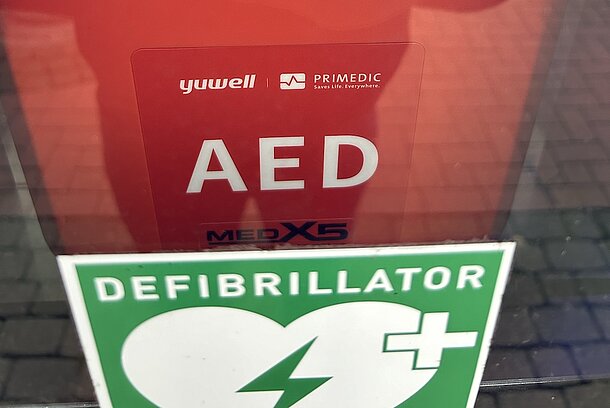 yuwell | PRIMEDIC
Saves Life. Everywhere.
AED
MEDX5
DEFIBRILLATOR